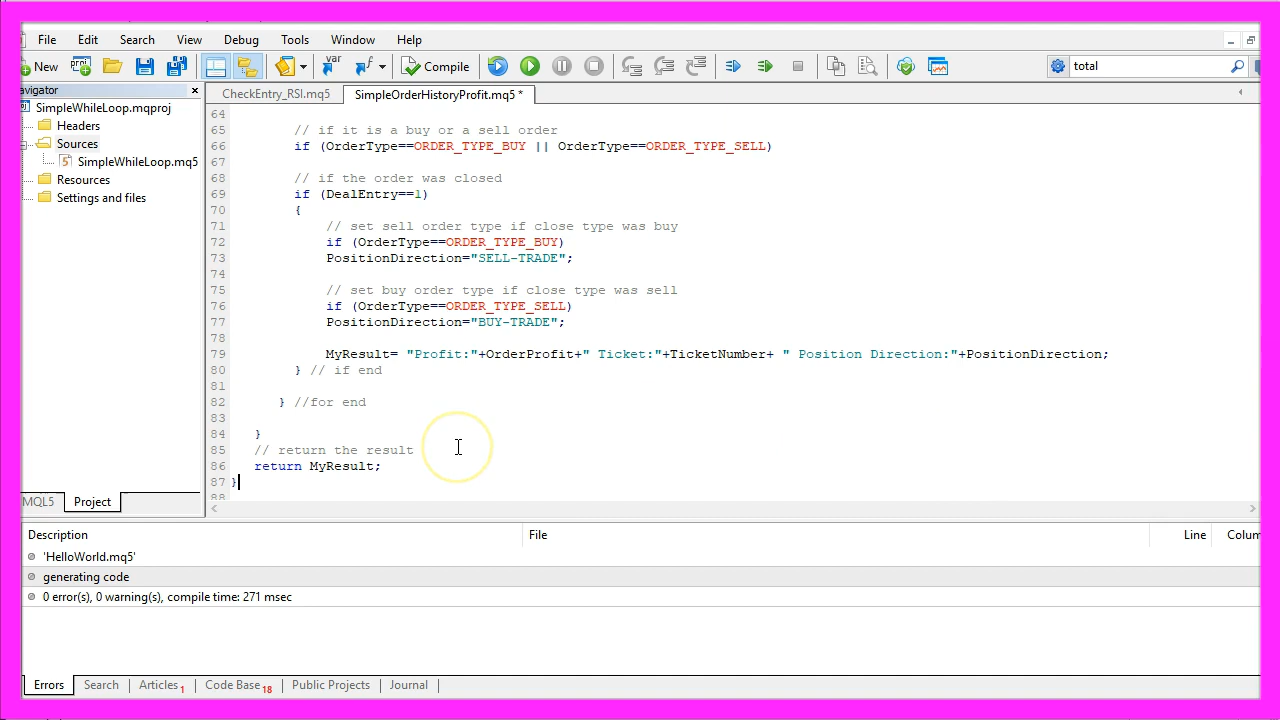 File Edit Search View Debug Tools Window Help
New Compile total
avigator
CheckEntry_RSI.mq5 SimpleOrderHistoryProfit.mq5 *
SimpleWhileLoop.mqproj
Headers
Sources
SimpleWhileLoop.mq5
Resources
Settings and files
MQL5 Project
64
65 // if it is a buy or a sell order
66 if (OrderType==ORDER_TYPE_BUY || OrderType==ORDER_TYPE_SELL)
67
68 // if the order was closed
69 if (DealEntry==1)
70 {
71 // set sell order type if close type was buy
72 if (OrderType==ORDER_TYPE_BUY)
73 PositionDirection="SELL-TRADE";
74
75 // set buy order type if close type was sell
76 if (OrderType==ORDER_TYPE_SELL)
77 PositionDirection="BUY-TRADE";
78
79 MyResult= "Profit:"+OrderProfit+" Ticket:"+TicketNumber+ " Position Direction:"+PositionDirection;
80 } // if end
81
82 } //for end
83
84 }
85 // return the result
86 return MyResult;
87 }
88
Description File Line Colum
'HelloWorld.mq5'
generating code
0 error(s), 0 warning(s), compile time: 271 msec
Errors Search Articles 1 Code Base 18 Public Projects Journal